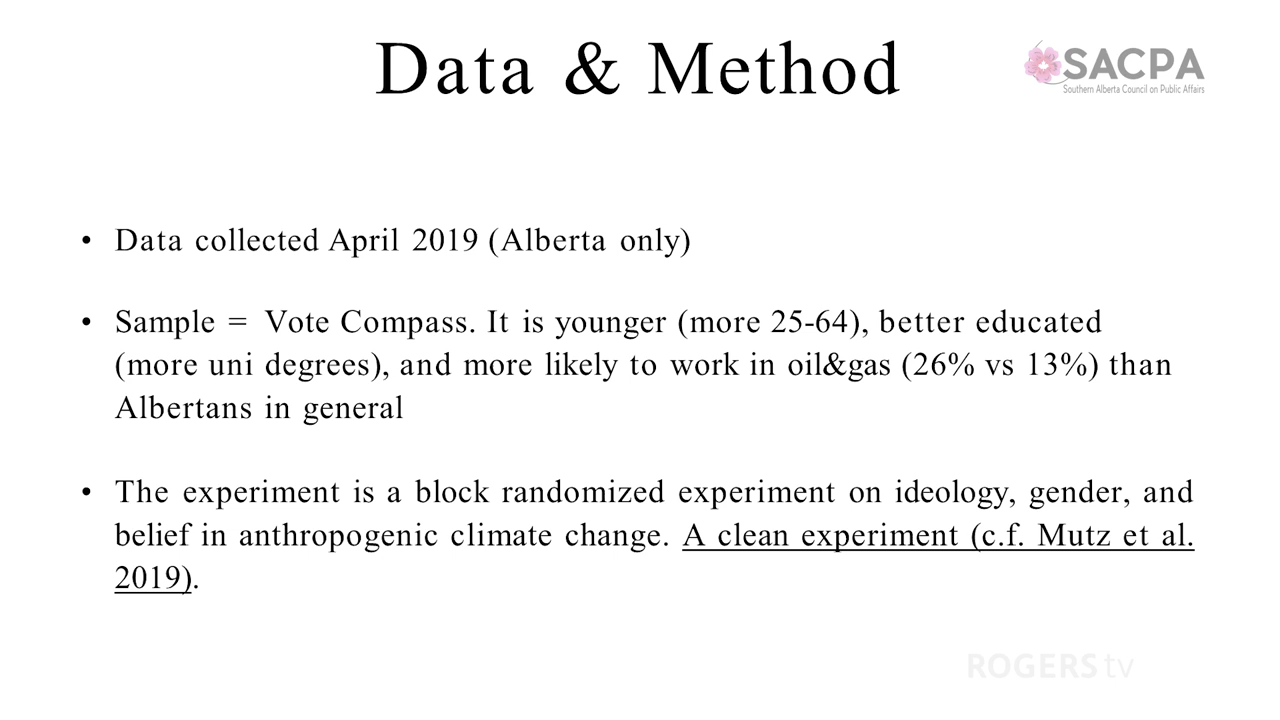 Data & Method
SACPA
Southern Alberta Council on Public Affairs
• Data collected April 2019 (Alberta only)
• Sample = Vote Compass. It is younger (more 25-64), better educated
(more uni degrees), and more likely to work in oil&gas (26% vs 13%) than
Albertans in general
• The experiment is a block randomized experiment on ideology, gender, and
belief in anthropogenic climate change. A clean experiment (c.f. Mutz et al.
2019).
ROGERS tv